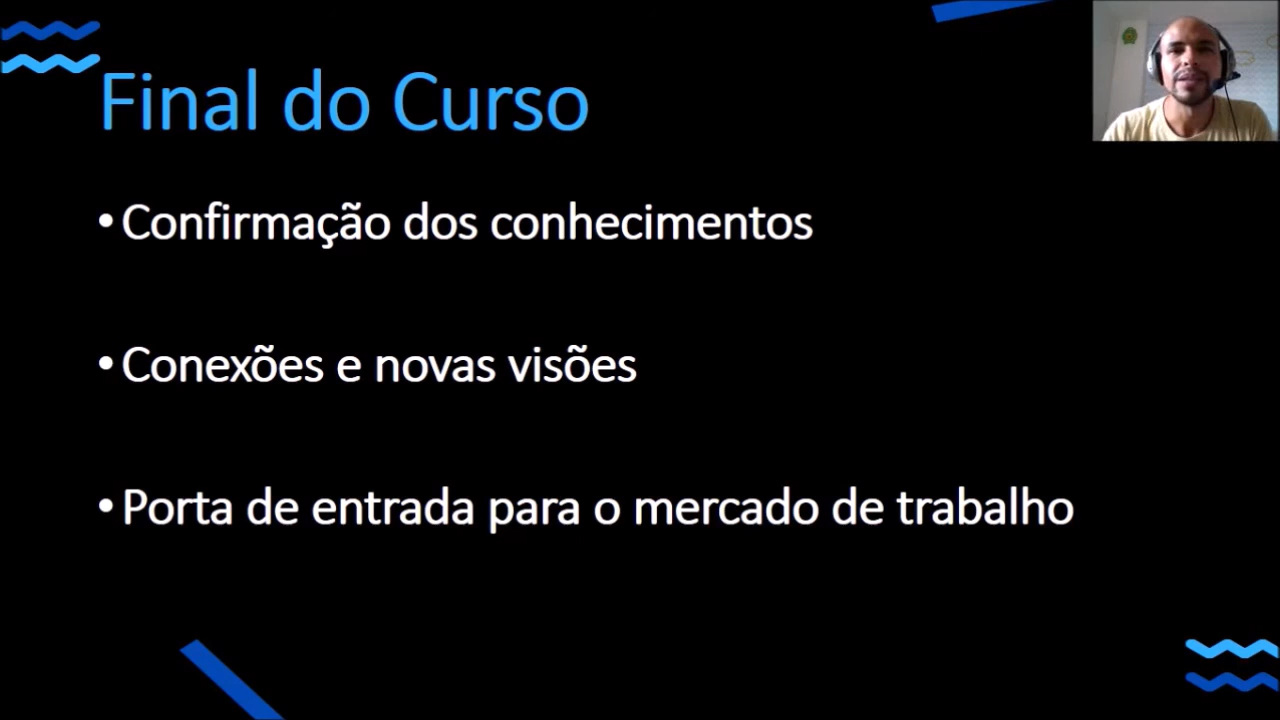 Final do Curso
• Confirmação dos conhecimentos
• Conexões e novas visões
• Porta de entrada para o mercado de trabalho